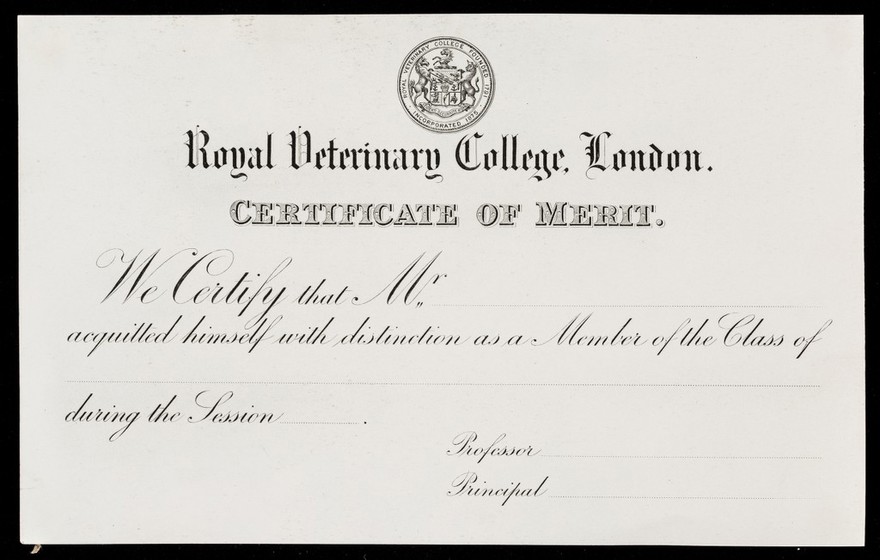 ROYAL VETERINARY COLLEGE FOUNDED 1791
INCORPORATED 1875
Royal Veterinary College, London.
CERTIFICATE OF MERIT.
We Certify that Mr
acquitted himself with distinction as a Member of the Class of
during the Session .
Professor
Principal